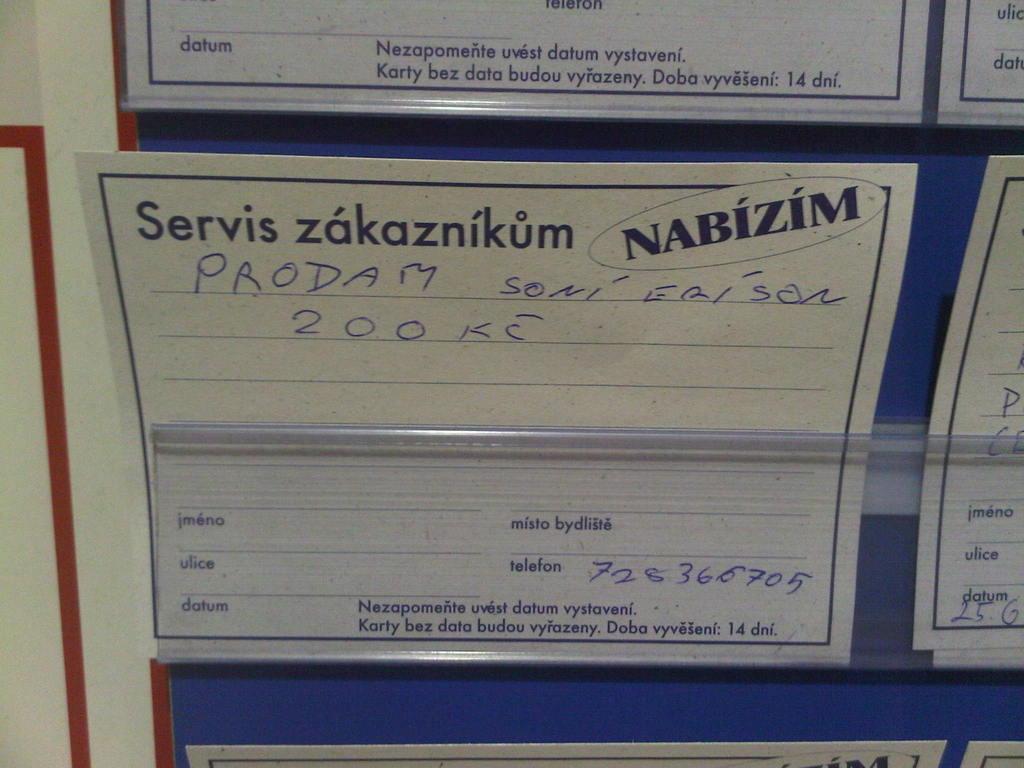 telefon
datum
Nezapomeňte uvést datum vystavení.
Karty bez data budou vyřazeny. Doba vyvěšení: 14 dní.
Servis zákazníkům NABÍZÍM
PRODAM SONÍ ERÍSON
200 KČ
jméno místo bydliště
ulice telefon 728366705
datum
Nezapomeňte uvést datum vystavení.
Karty bez data budou vyřazeny. Doba vyvěšení: 14 dní.
jméno
ulice
datum
25.6